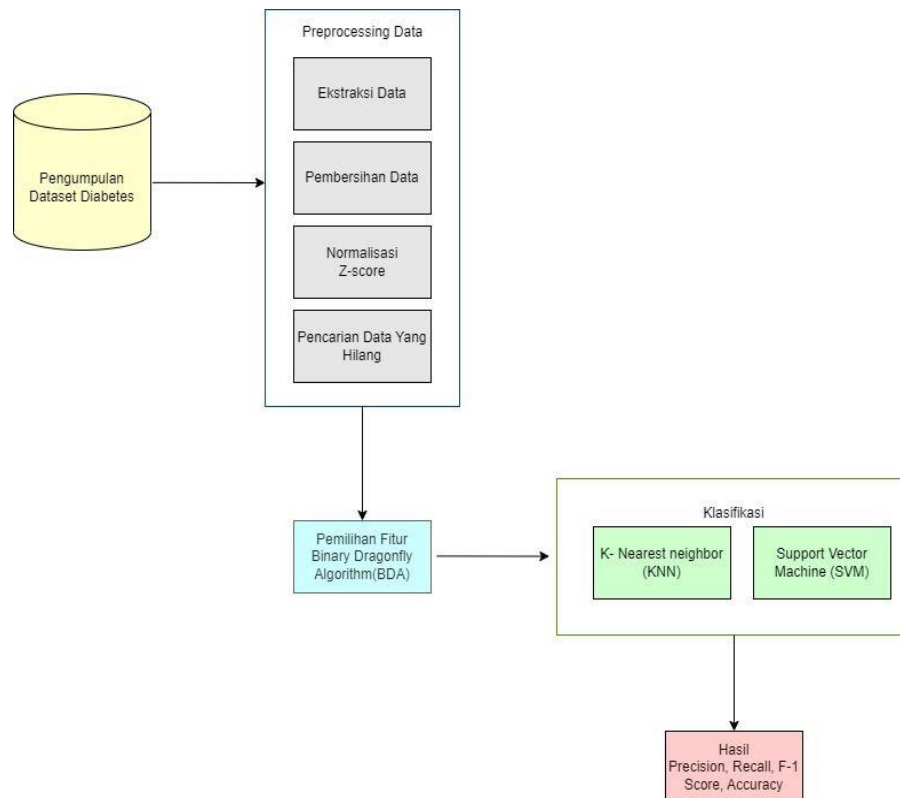 Preprocessing Data
Ekstraksi Data
Pengumpulan
Dataset Diabetes
Pembersihan Data
Normalisasi
Z-score
Pencarian Data Yang
Hilang
Pemilihan Fitur
Binary Dragonfly
Algorithm(BDA)
Klasifikasi
K- Nearest neighbor
(KNN)
Support Vector
Machine (SVM)
Hasil
Precision, Recall, F-1
Score, Accuracy